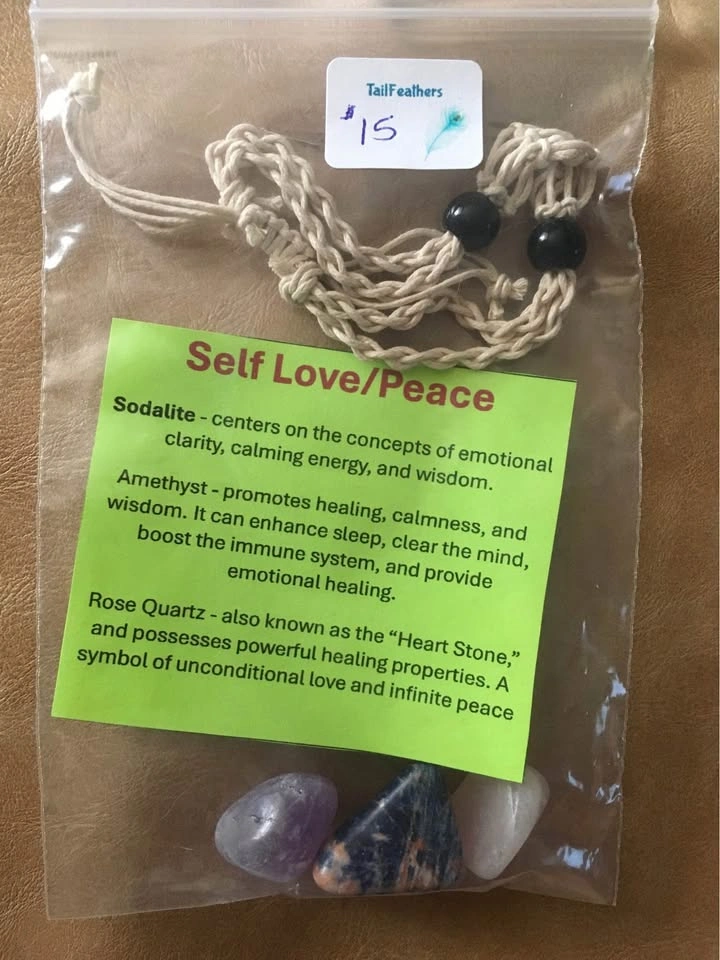 TailFeathers
$15
Self Love/Peace
Sodalite - centers on the concepts of emotional
clarity, calming energy, and wisdom.
Amethyst - promotes healing, calmness, and
wisdom. It can enhance sleep, clear the mind,
boost the immune system, and provide
emotional healing.
Rose Quartz - also known as the “Heart Stone,”
and possesses powerful healing properties. A
symbol of unconditional love and infinite peace